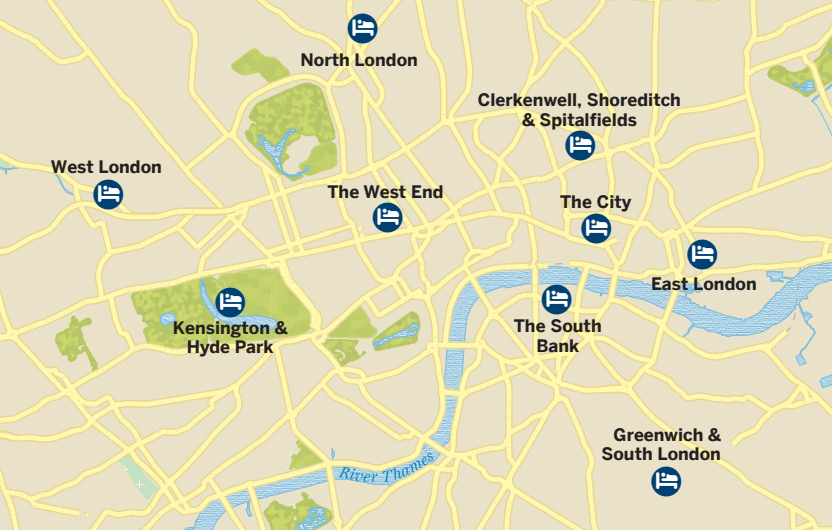 North London
Clerkenwell, Shoreditch
& Spitalfields
West London
The West End
The City
East London
Kensington &
Hyde Park
The South
Bank
Greenwich &
South London
River Thames